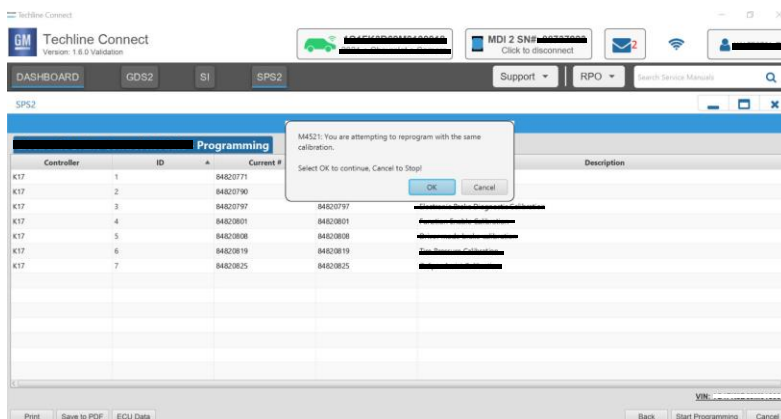 Techline Connect
GM Techline Connect
Version: 1.6.0 Validation
MDI 2 SN#
Click to disconnect
2
DASHBOARD GDS2 SI SPS2 Support RPO Search Service Manuals
SPS2
Programming
M4521: You are attempting to reprogram with the same
calibration.
Select OK to continue, Cancel to Stop!
OK Cancel
Controller ID Current # Description
K17 1 84820771
K17 2 84820790
K17 3 84820797 84820797
K17 4 84820801 84820801
K17 5 84820808 84820808
K17 6 84820819 84820819
K17 7 84820825 84820825
VIN:
Print Save to PDF ECU Data Back Start Programming Cancel